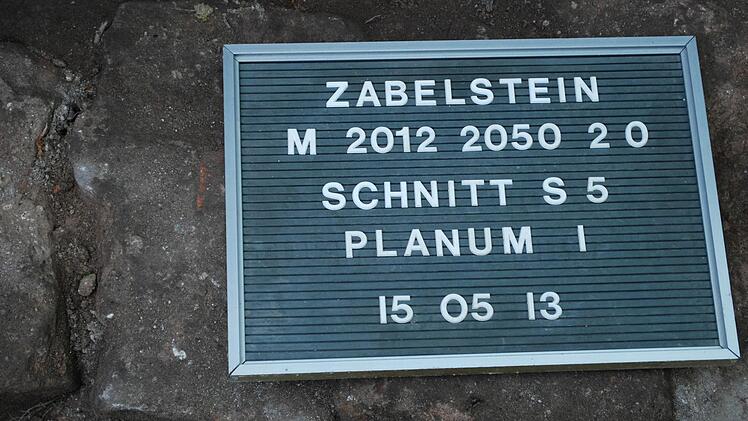 ZABELSTEIN
M 2012 2050 2 0
SCHNITT S 5
PLANUM I
15 05 13